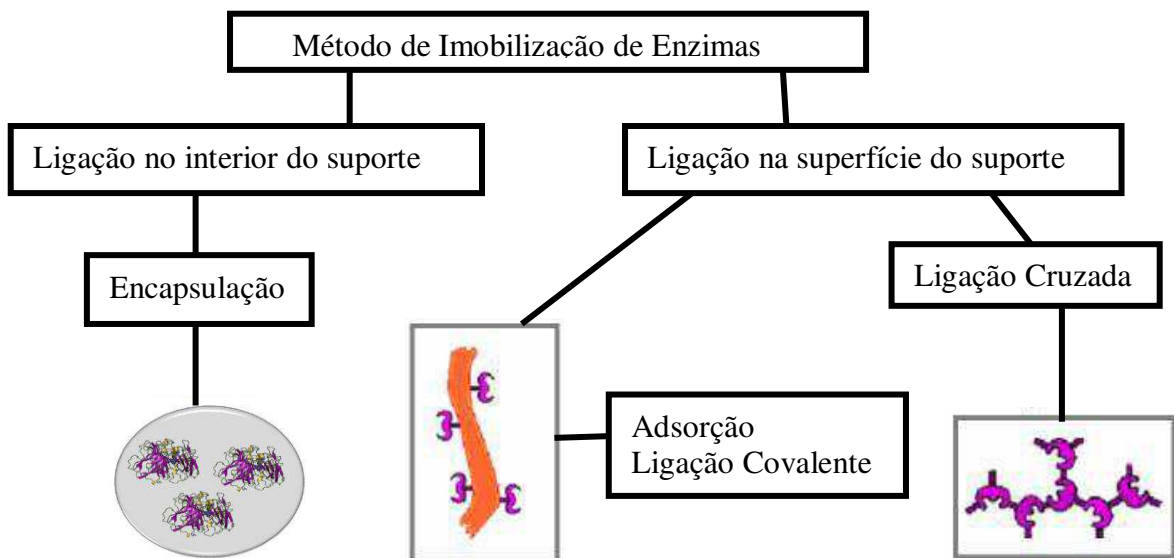 Método de Imobilização de Enzimas
Ligação no interior do suporte
Ligação na superfície do suporte
Encapsulação
Ligação Cruzada
Adsorção
Ligação Covalente